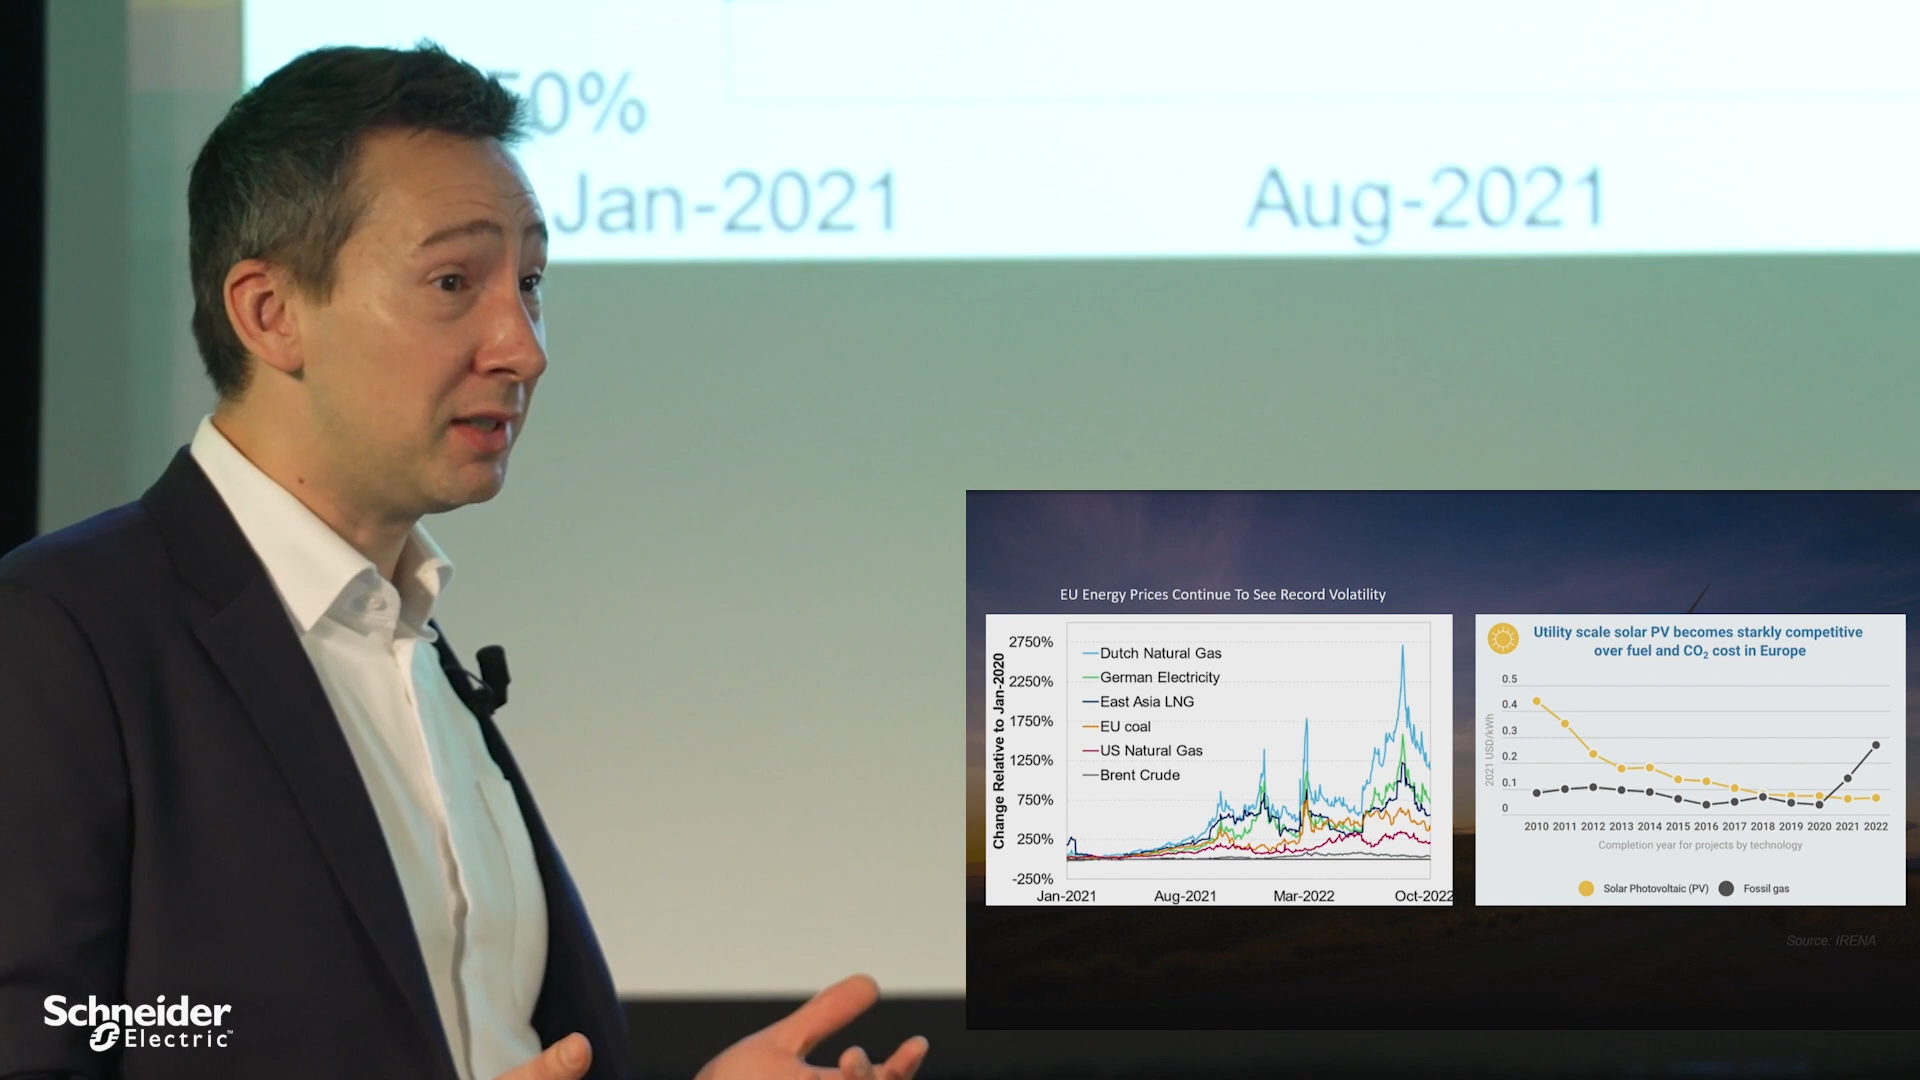 50%
Jan-2021
Aug-2021
EU Energy Prices Continue To See Record Volatility
Change Relative to Jan-2020
2750%
2250%
1750%
1250%
750%
250%
-250%
Dutch Natural Gas
German Electricity
East Asia LNG
EU coal
US Natural Gas
Brent Crude
Jan-2021
Aug-2021
Mar-2022
Oct-2022
Utility scale solar PV becomes starkly competitive
over fuel and CO2 cost in Europe
2021 USD/kWh
0.5
0.4
0.3
0.2
0.1
0
2010 2011 2012 2013 2014 2015 2016 2017 2018 2019 2020 2021 2022
Completion year for projects by technology
Solar Photovoltaic (PV)
Fossil gas
Source: IRENA
Schneider
Electric™